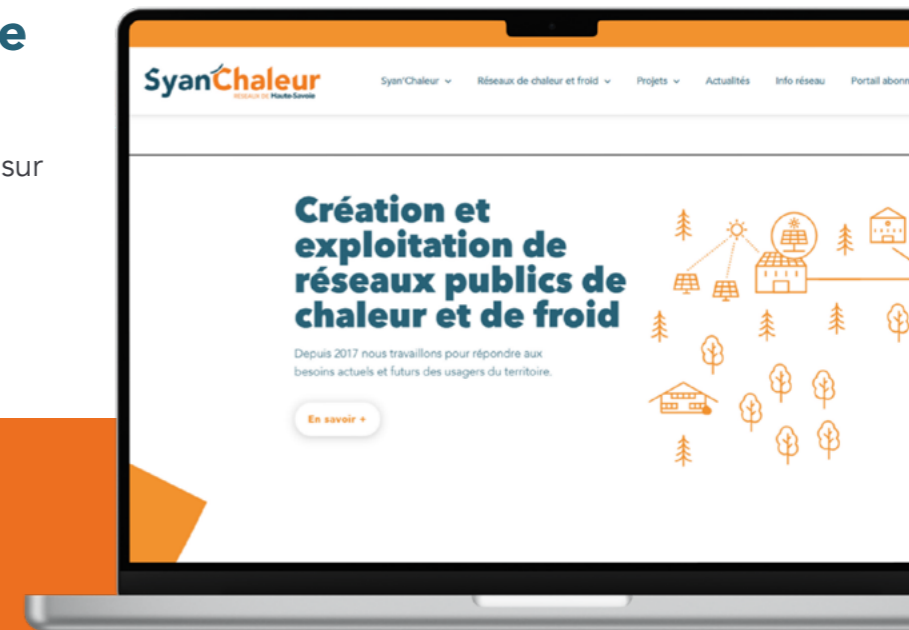 e
sur
Syan'Chaleur
RÉSEAUX DE Haute-Savoie
Syan'Chaleur Réseaux de chaleur et froid Projets Actualités Info réseau Portail abonn
Création et
exploitation de
réseaux publics de
chaleur et de froid
Depuis 2017 nous travaillons pour répondre aux
besoins actuels et futurs des usagers du territoire.
En savoir +